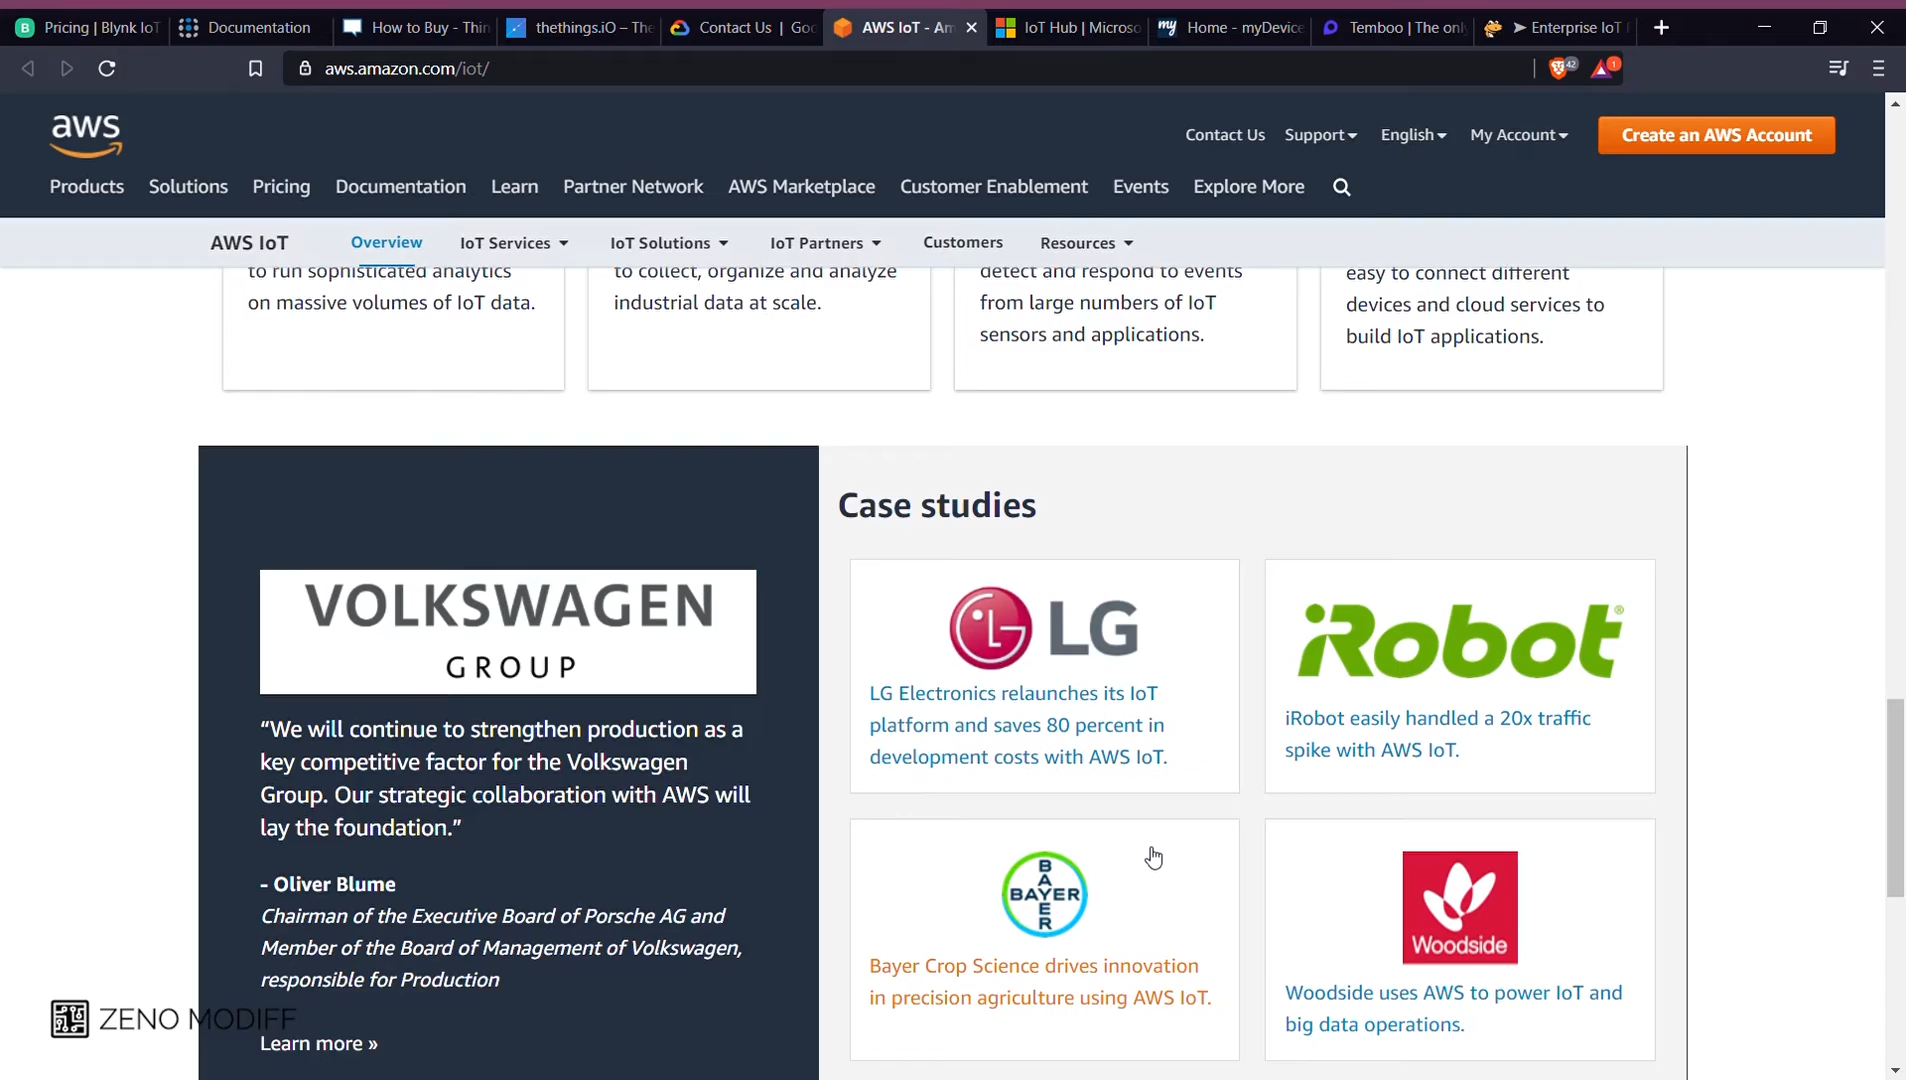 Pricing | Blynk IoT
Documentation
How to Buy - Thin
thethings.iO – The
Contact Us | Goo
AWS IoT - Am
IoT Hub | Microso
Home - myDevice
Temboo | The only
➤ Enterprise IoT
aws.amazon.com/iot/
42
1
aws
Contact Us
Support
English
My Account
Create an AWS Account
Products
Solutions
Pricing
Documentation
Learn
Partner Network
AWS Marketplace
Customer Enablement
Events
Explore More
AWS IoT
Overview
IoT Services
IoT Solutions
IoT Partners
Customers
Resources
to run sophisticated analytics
on massive volumes of IoT data.
to collect, organize and analyze
industrial data at scale.
detect and respond to events
from large numbers of IoT
sensors and applications.
easy to connect different
devices and cloud services to
build IoT applications.
VOLKSWAGEN
GROUP
“We will continue to strengthen production as a
key competitive factor for the Volkswagen
Group. Our strategic collaboration with AWS will
lay the foundation.”
- Oliver Blume
Chairman of the Executive Board of Porsche AG and
Member of the Board of Management of Volkswagen,
responsible for Production
Learn more »
Case studies
LG
LG Electronics relaunches its IoT
platform and saves 80 percent in
development costs with AWS IoT.
iRobot®
iRobot easily handled a 20x traffic
spike with AWS IoT.
BAYER
BAYER
Bayer Crop Science drives innovation
in precision agriculture using AWS IoT.
Woodside
Woodside uses AWS to power IoT and
big data operations.
ZENO MODIFF